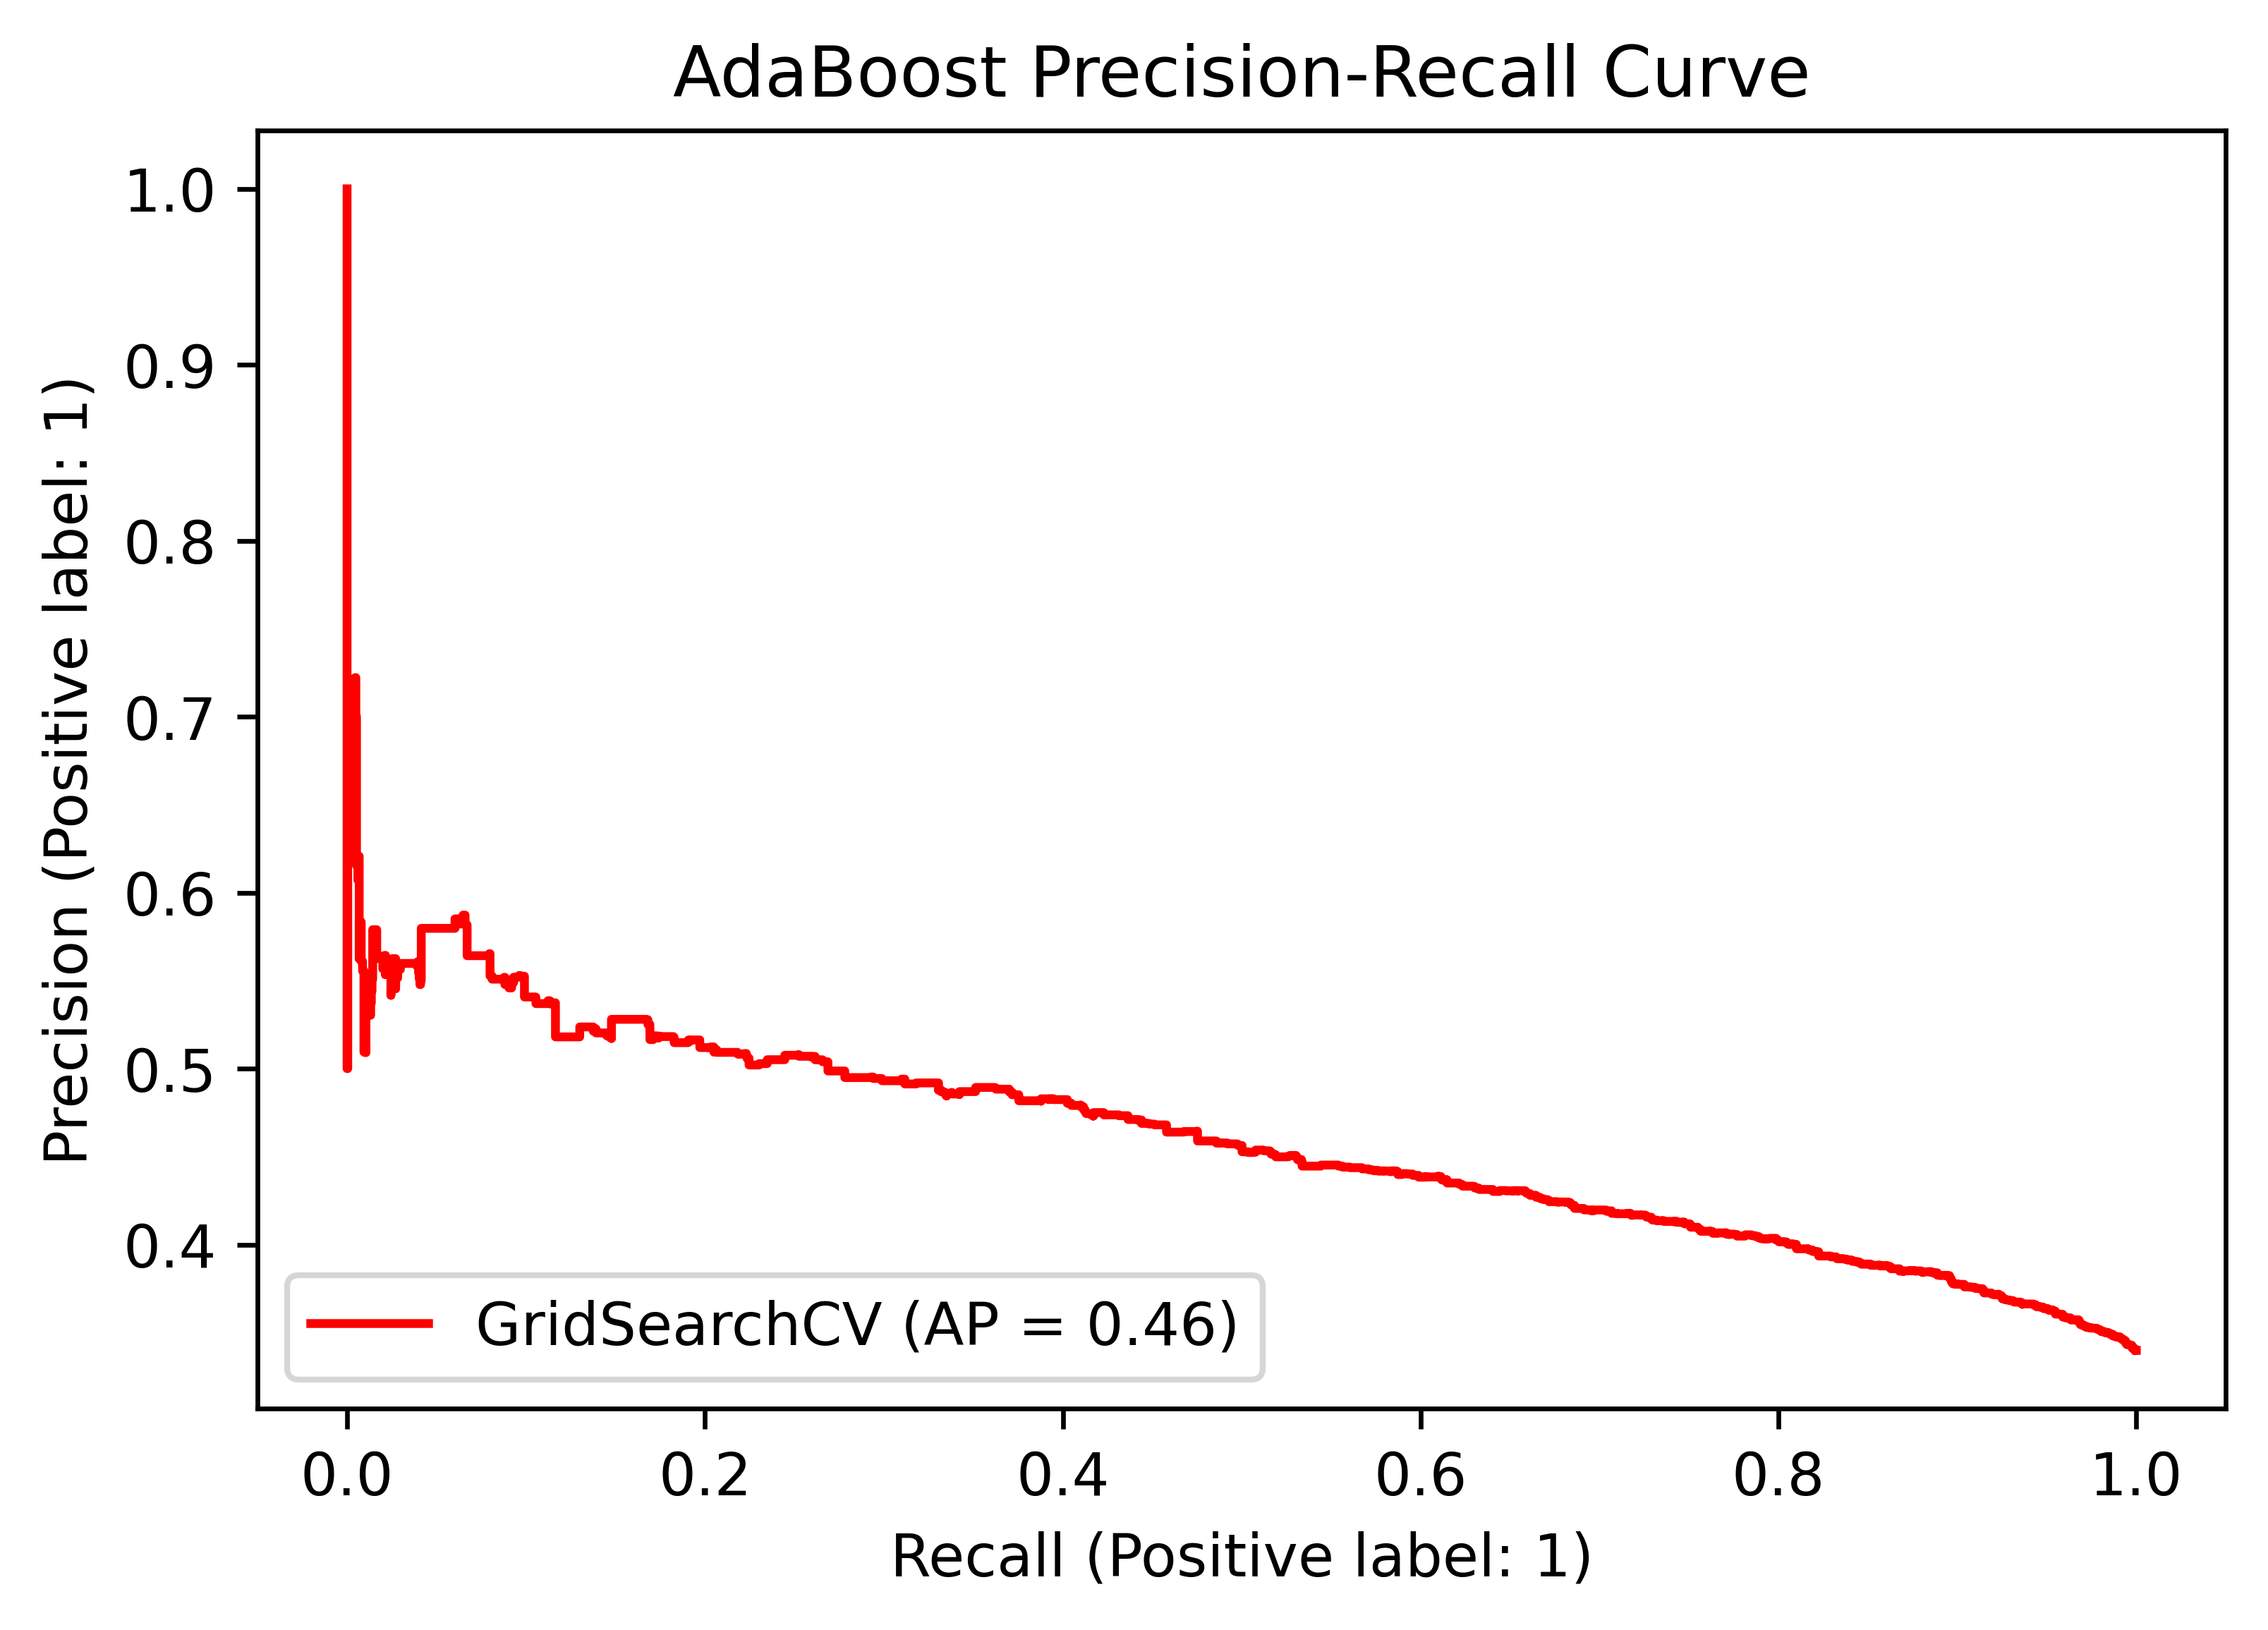 AdaBoost Precision-Recall Curve
Precision (Positive label: 1)
1.0
0.9
0.8
0.7
0.6
0.5
0.4
GridSearchCV (AP = 0.46)
0.0 0.2 0.4 0.6 0.8 1.0
Recall (Positive label: 1)